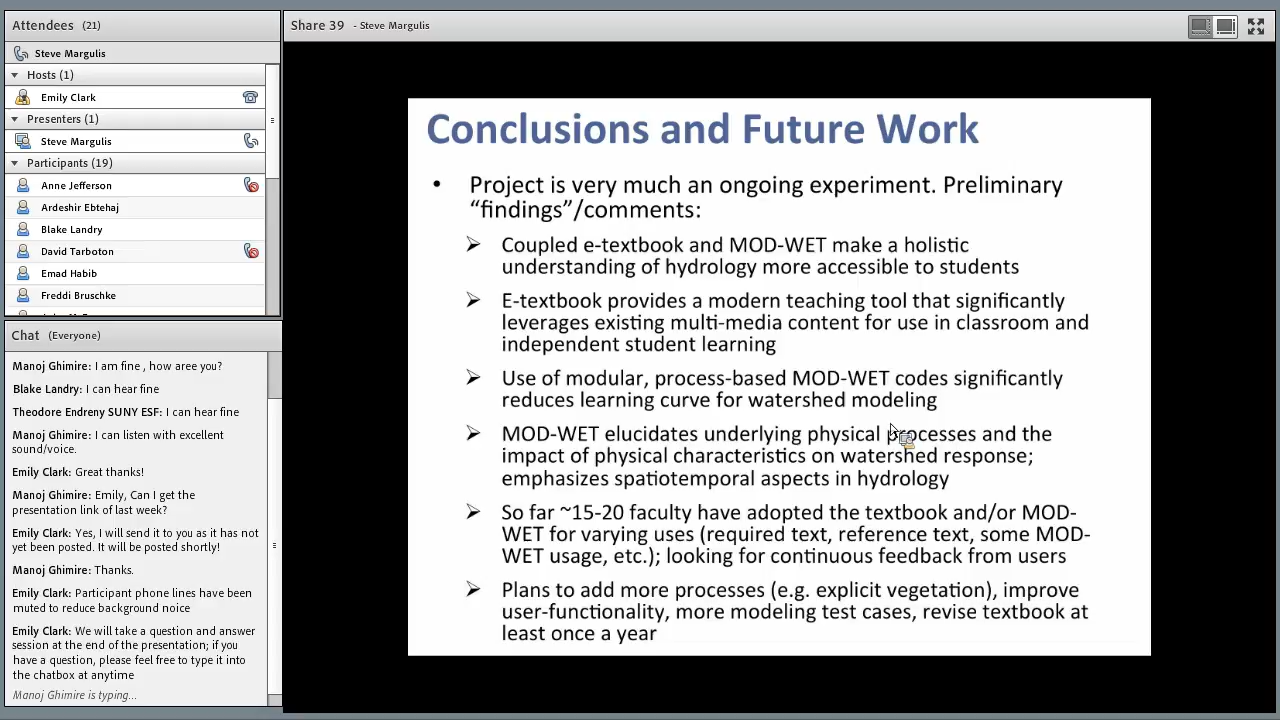 Attendees (21)
Steve Margulis
Hosts (1)
Emily Clark
Presenters (1)
Steve Margulis
Participants (19)
Anne Jefferson
Ardeshir Ebtehaj
Blake Landry
David Tarboton
Emad Habib
Freddi Bruschke
Chat (Everyone)
Manoj Ghimire: I am fine , how aree you?
Blake Landry: I can hear fine
Theodore Endreny SUNY ESF: I can hear fine
Manoj Ghimire: I can listen with excellent
sound/voice.
Emily Clark: Great thanks!
Manoj Ghimire: Emily, Can I get the
presentation link of last week?
Emily Clark: Yes, I will send it to you as it has not
yet been posted. It will be posted shortly!
Manoj Ghimire: Thanks.
Emily Clark: Participant phone lines have been
muted to reduce background noice
Emily Clark: We will take a question and answer
session at the end of the presentation; if you
have a question, please feel free to type it into
the chatbox at anytime
Manoj Ghimire is typing...
Share 39 - Steve Margulis
Conclusions and Future Work
• Project is very much an ongoing experiment. Preliminary
“findings”/comments:
➢ Coupled e-textbook and MOD-WET make a holistic
understanding of hydrology more accessible to students
➢ E-textbook provides a modern teaching tool that significantly
leverages existing multi-media content for use in classroom and
independent student learning
➢ Use of modular, process-based MOD-WET codes significantly
reduces learning curve for watershed modeling
➢ MOD-WET elucidates underlying physical processes and the
impact of physical characteristics on watershed response;
emphasizes spatiotemporal aspects in hydrology
➢ So far ~15-20 faculty have adopted the textbook and/or MOD-
WET for varying uses (required text, reference text, some MOD-
WET usage, etc.); looking for continuous feedback from users
➢ Plans to add more processes (e.g. explicit vegetation), improve
user-functionality, more modeling test cases, revise textbook at
least once a year